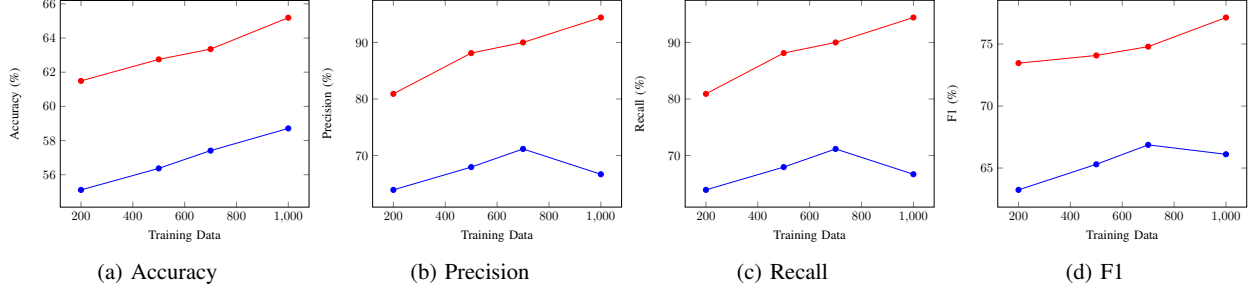 66
64
62
60
58
56
Accuracy (%)
200 400 600 800 1,000
Training Data
(a) Accuracy
90
80
70
Precision (%)
200 400 600 800 1,000
Training Data
(b) Precision
90
80
70
Recall (%)
200 400 600 800 1,000
Training Data
(c) Recall
75
70
65
F1 (%)
200 400 600 800 1,000
Training Data
(d) F1